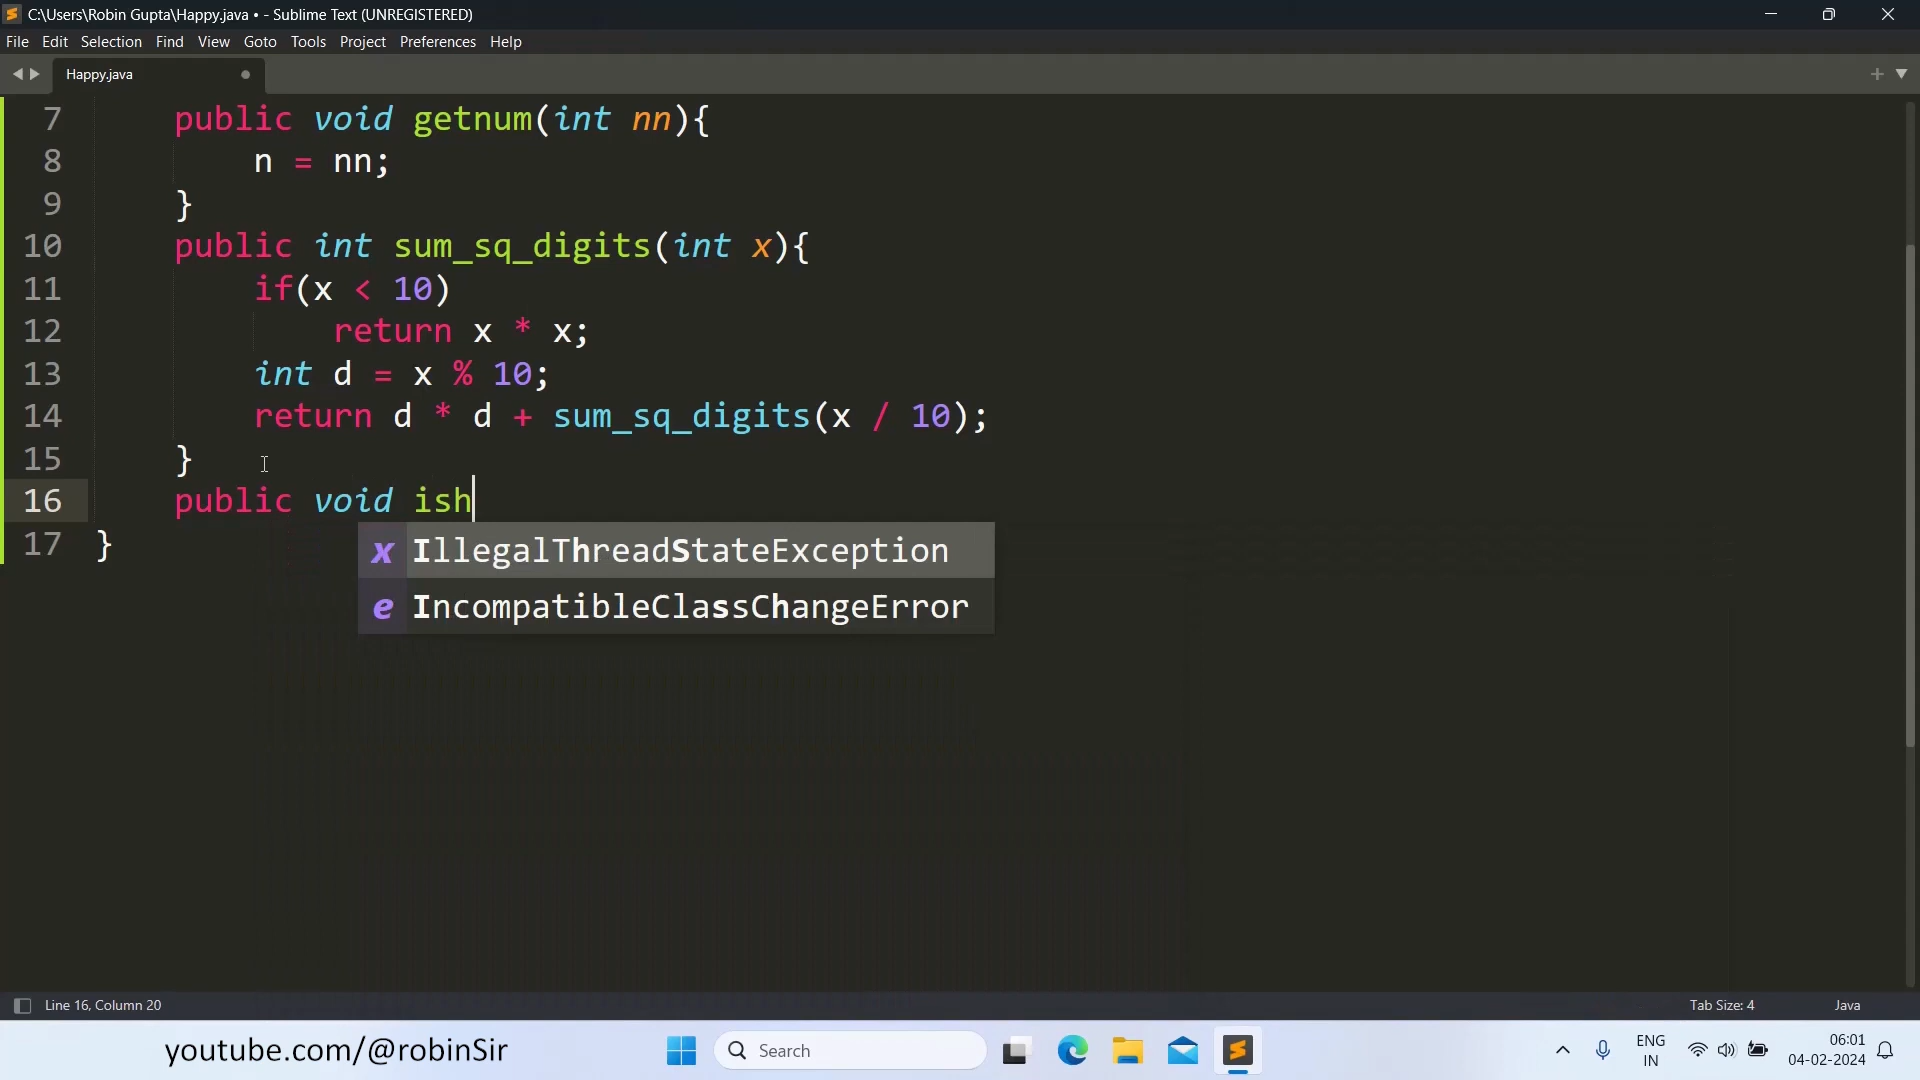 C:\Users\Robin Gupta\Happy.java • - Sublime Text (UNREGISTERED)
File Edit Selection Find View Goto Tools Project Preferences Help
Happy.java
7 public void getnum(int nn){
8 n = nn;
9 }
10 public int sum_sq_digits(int x){
11 if(x < 10)
12 return x * x;
13 int d = x % 10;
14 return d * d + sum_sq_digits(x / 10);
15 }
16 public void ish
17 }
x IllegalThreadStateException
e IncompatibleClassChangeError
Line 16, Column 20 Tab Size: 4 Java
youtube.com/@robinSir
Search
ENG
IN
06:01
04-02-2024